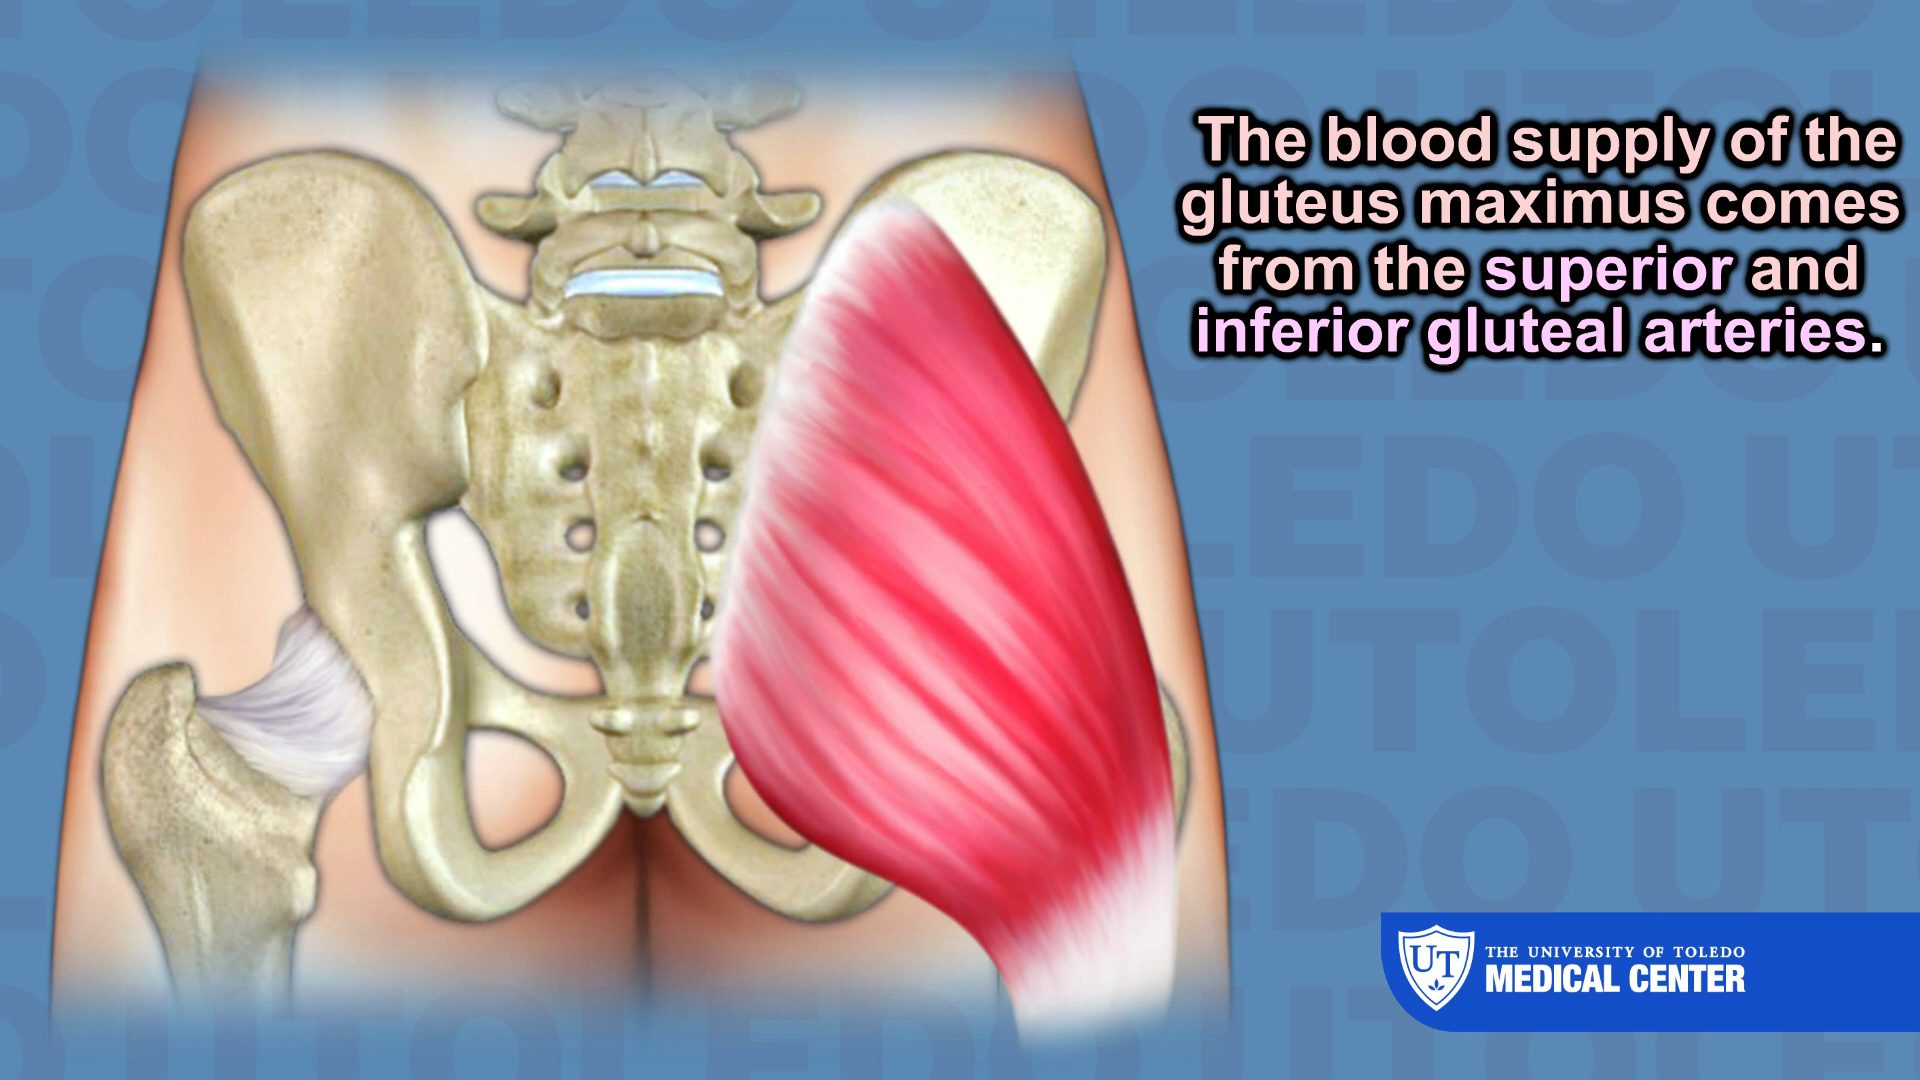 The blood supply of the
gluteus maximus comes
from the superior and
inferior gluteal arteries.
UT
THE UNIVERSITY OF TOLEDO
MEDICAL CENTER